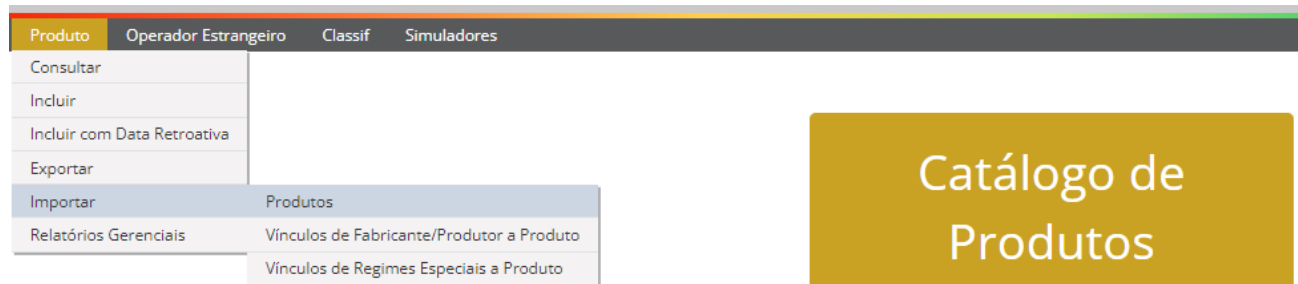 Produto Operador Estrangeiro Classif Simuladores
Consultar
Incluir
Incluir com Data Retroativa
Exportar
Importar
Relatórios Gerenciais
Produtos
Vínculos de Fabricante/Produtor a Produto
Vínculos de Regimes Especiais a Produto
Catálogo de
Produtos